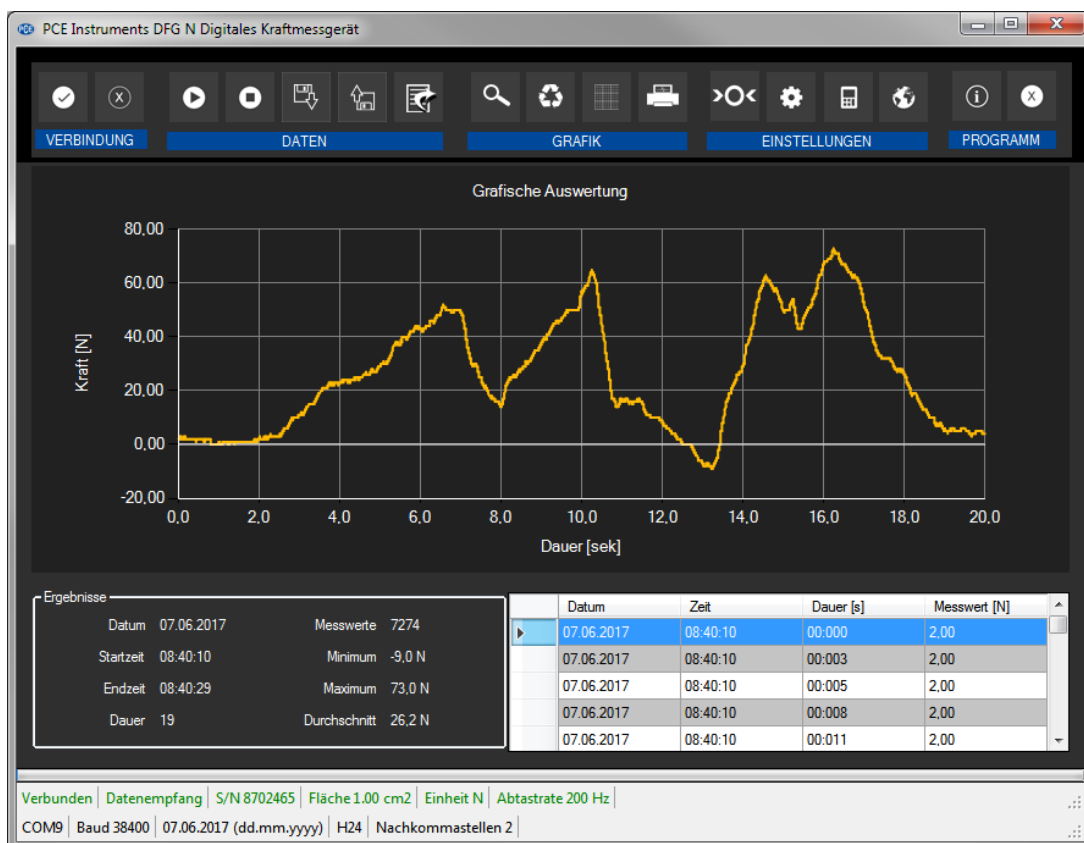 PCE Instruments DFG N Digitales Kraftmessgerät
VERBINDUNG DATEN GRAFIK EINSTELLUNGEN PROGRAMM
Grafische Auswertung
80,00
60,00
40,00
20,00
0,00
-20,00
Kraft [N]
0,0 2,0 4,0 6,0 8,0 10,0 12,0 14,0 16,0 18,0 20,0
Dauer [sek]
Ergebnisse
Datum 07.06.2017 Messwerte 7274
Startzeit 08:40:10 Minimum -9,0 N
Endzeit 08:40:29 Maximum 73,0 N
Dauer 19 Durchschnitt 26,2 N
Datum Zeit Dauer [s] Messwert [N]
07.06.2017 08:40:10 00:000 2,00
07.06.2017 08:40:10 00:003 2,00
07.06.2017 08:40:10 00:005 2,00
07.06.2017 08:40:10 00:008 2,00
07.06.2017 08:40:10 00:011 2,00
Verbunden Datenempfang S/N 8702465 Fläche 1.00 cm2 Einheit N Abtastrate 200 Hz
COM9 Baud 38400 07.06.2017 (dd.mm.yyyy) H24 Nachkommastellen 2